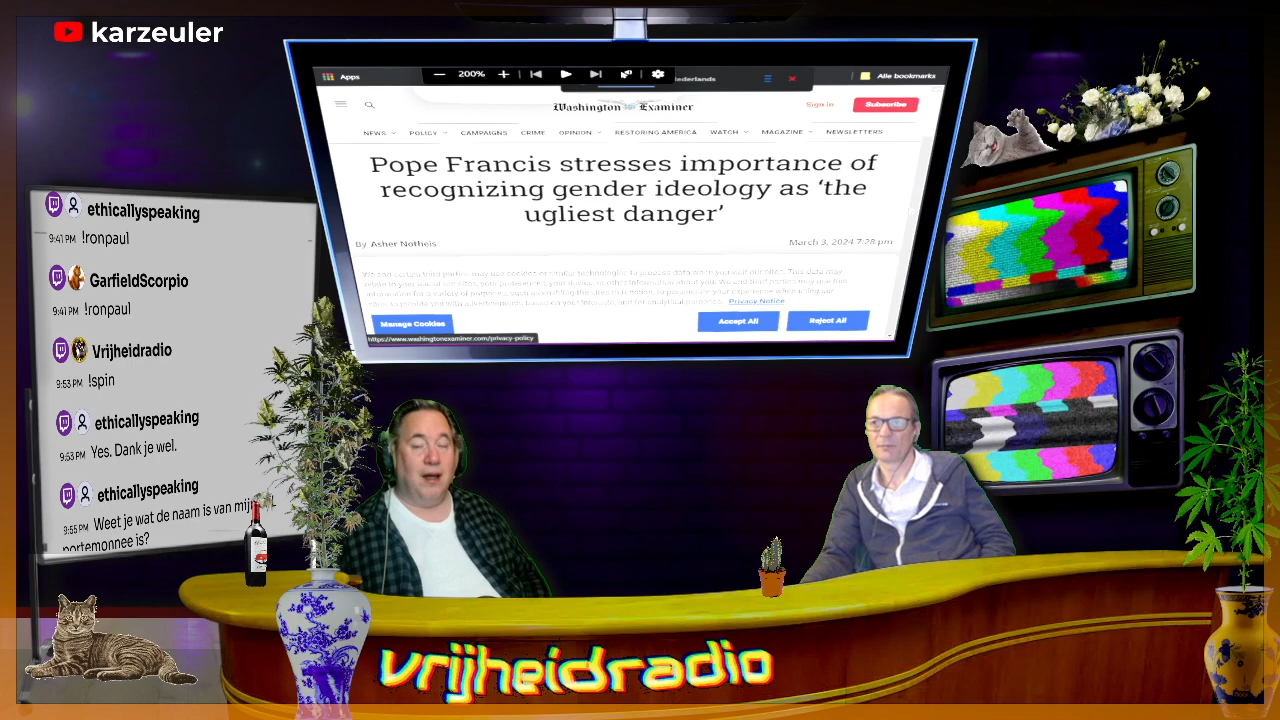 karzeuler
Apps
200%
ederlands
Alle bookmarks
Washington Examiner
Sign in
Subscribe
NEWS
POLICY
CAMPAIGNS
CRIME
OPINION
RESTORING AMERICA
WATCH
MAGAZINE
NEWSLETTERS
Pope Francis stresses importance of
recognizing gender ideology as ‘the
ugliest danger’
By Asher Notheis
March 3, 2024 7:28 pm
Privacy Notice
Manage Cookies
Accept All
Reject All
https://www.washingtonexaminer.com/privacy-policy
ethicallyspeaking
9:41 PM !ronpaul
GarfieldScorpio
9:41 PM !ronpaul
Vrijheidradio
9:53 PM !spin
ethicallyspeaking
9:53 PM Yes. Dank je wel.
ethicallyspeaking
9:55 PM Weet je wat de naam is van mijn
portemonnee is?
vrijheidradio